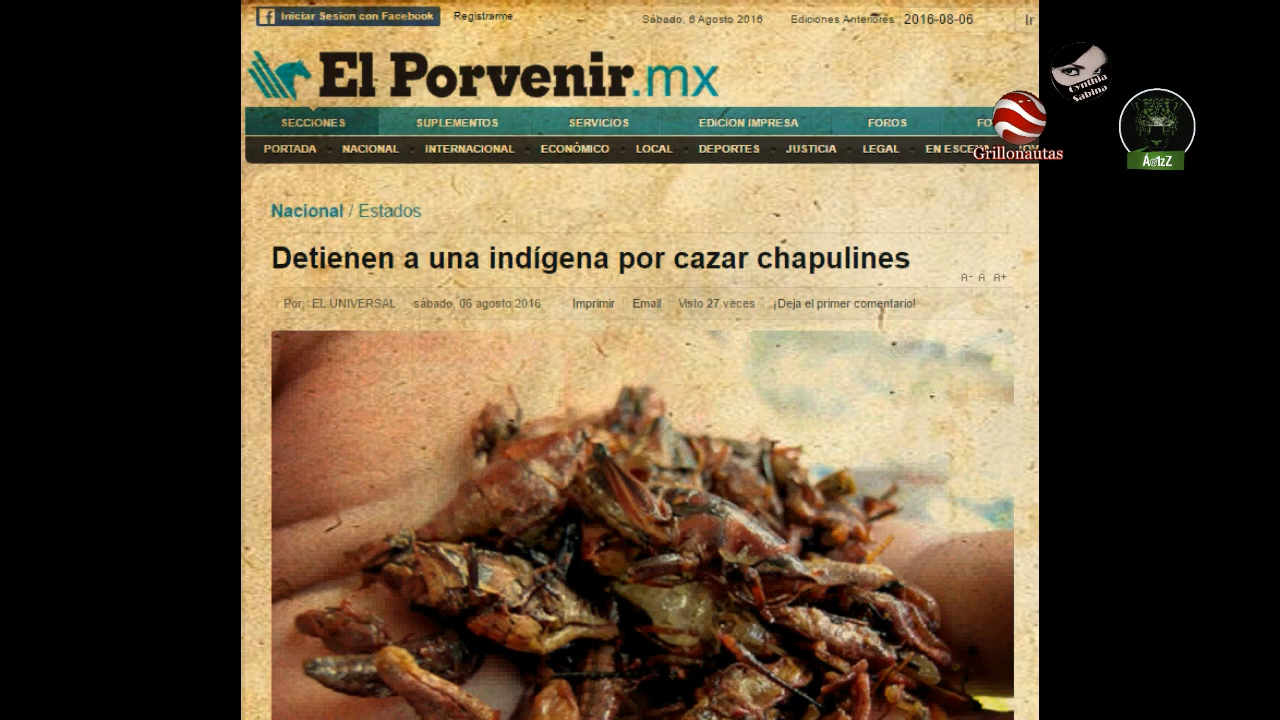 Iniciar Sesion con Facebook Registrarme Sábado, 6 Agosto 2016 Ediciones Anteriores 2016-08-06 Ir
El Porvenir.mx
Cynthia Sabina
SECCIONES SUPLEMENTOS SERVICIOS EDICION IMPRESA FOROS FO
PORTADA NACIONAL INTERNACIONAL ECONÓMICO LOCAL DEPORTES JUSTICIA LEGAL EN ESCENA
Grillonautas
Nacional / Estados
Detienen a una indígena por cazar chapulines
A- A A+
Por: EL UNIVERSAL sábado, 06 agosto 2016 Imprimir Email Visto 27 veces ¡Deja el primer comentario!